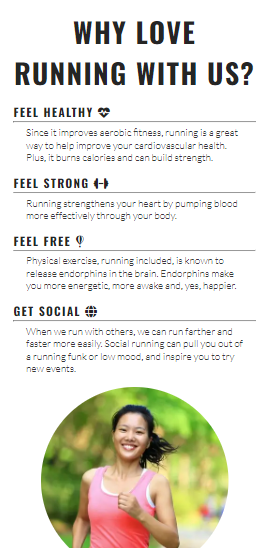 WHY LOVE
RUNNING WITH US?
FEEL HEALTHY
Since it improves aerobic fitness, running is a great
way to help improve your cardiovascular health.
Plus, it burns calories and can build strength.
FEEL STRONG
Running strengthens your heart by pumping blood
more effectively through your body.
FEEL FREE
Physical exercise, running included, is known to
release endorphins in the brain. Endorphins make
you more energetic, more awake and, yes, happier.
GET SOCIAL
When we run with others, we can run farther and
faster more easily. Social running can pull you out of
a running funk or low mood, and inspire you to try
new events.